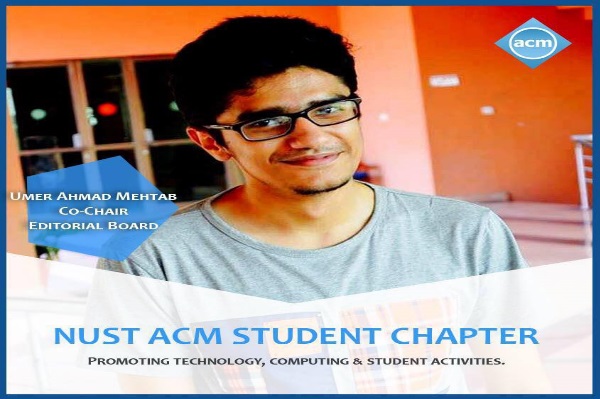 acm
Umer Ahmad Mehtab
Co-Chair
Editorial Board
NUST ACM STUDENT CHAPTER
Promoting technology, computing & student activities.